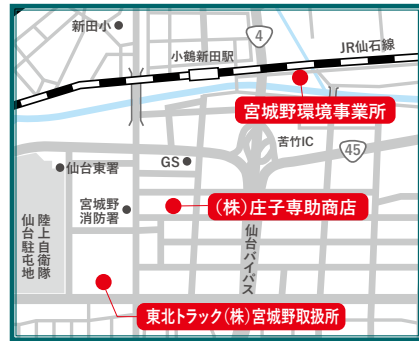 新田小
4
JR仙石線
小鶴新田駅
宮城野環境事業所
苦竹IC
45
GS
仙台東署
宮城野
消防署
(株)庄子専助商店
陸上自衛隊
仙台駐屯地
仙台バイパス
東北トラック(株)宮城野取扱所